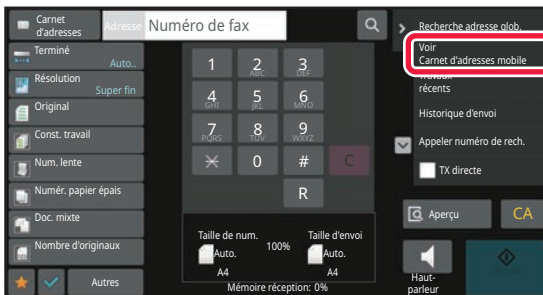 Carnet
d'adresses
Adresse
Numéro de fax
Terminé
Auto..
Résolution
Super fin
Original
Const. travail
Num. lente
Numér. papier épais
Doc. mixte
Nombre d'originaux
Autres
1
2
ABC
3
DEF
4
GHI
5
JKL
6
MNO
7
PQRS
8
TUV
9
WXYZ
0
#
C
R
Taille de num.
100%
Taille d'envoi
Auto.
Auto.
A4
A4
Mémoire réception: 0%
Recherche adresse glob.
Voir
Carnet d'adresses mobile
Travaux
récents
Historique d'envoi
Appeler numéro de rech.
TX directe
Aperçu
CA
Haut-
parleur